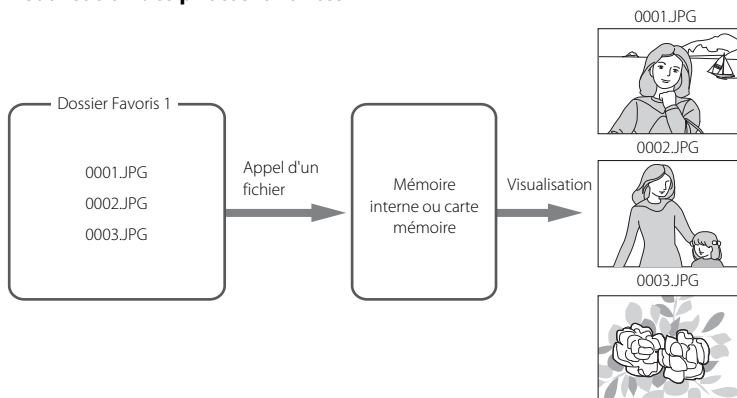 0001.JPG
Dossier Favoris 1
0001.JPG
0002.JPG
0003.JPG
Appel d'un
fichier
Mémoire
interne ou carte
mémoire
Visualisation
0002.JPG
0003.JPG